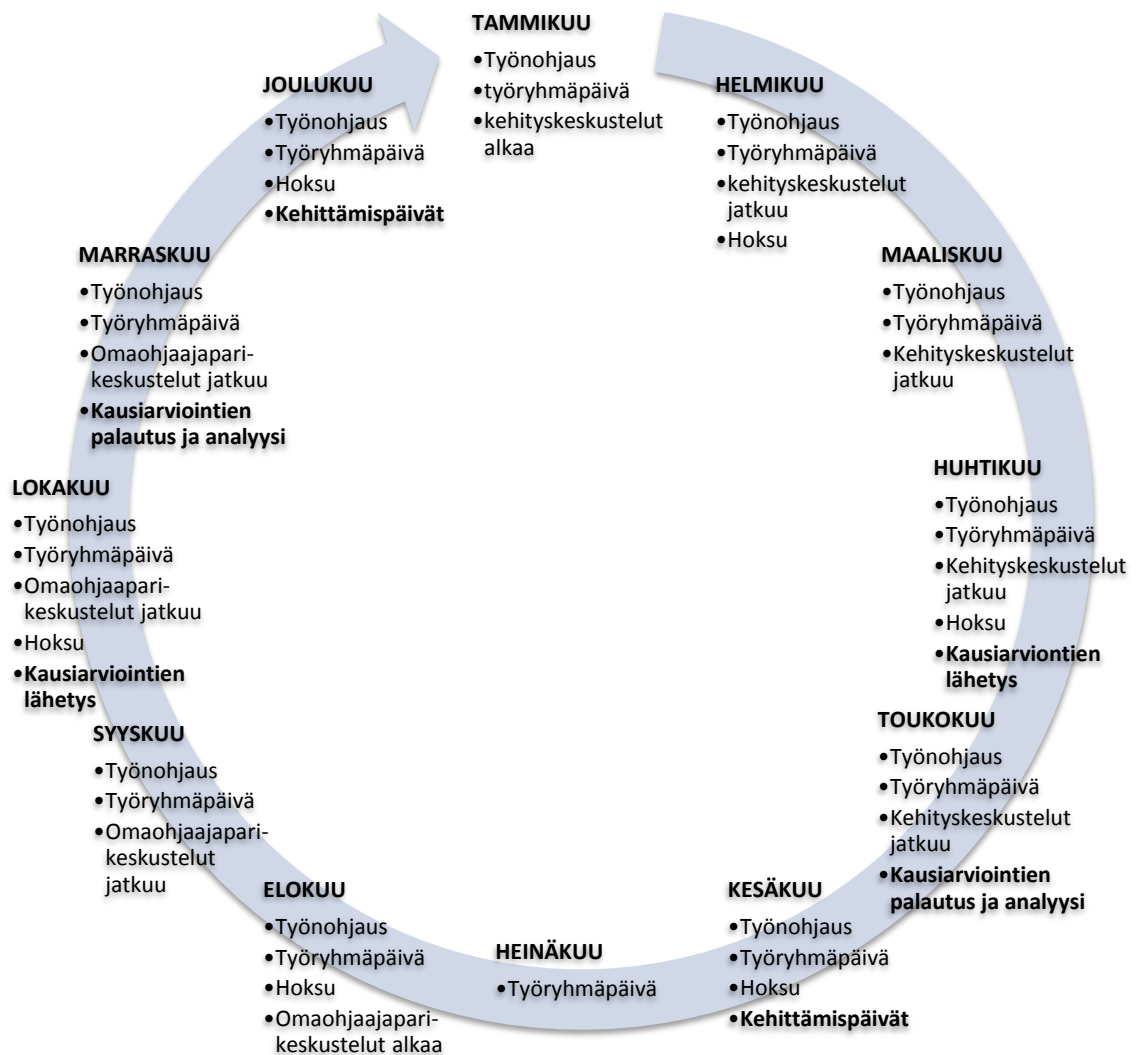 TAMMIKUU
•Työnohjaus
•työryhmäpäivä
•kehityskeskustelut
alkaa
HELMIKUU
•Työnohjaus
•Työryhmäpäivä
•kehityskeskustelut
jatkuu
•Hoksu
MAALISKUU
•Työnohjaus
•Työryhmäpäivä
•Kehityskeskustelut
jatkuu
HUHTIKUU
•Työnohjaus
•Työryhmäpäivä
•Kehityskeskustelut
jatkuu
•Hoksu
•Kausiarviontien
lähetys
TOUKOKUU
•Työnohjaus
•Työryhmäpäivä
•Kehityskeskustelut
jatkuu
•Kausiarviointien
palautus ja analyysi
KESÄKUU
•Työnohjaus
•Työryhmäpäivä
•Hoksu
•Kehittämispäivät
HEINÄKUU
•Työryhmäpäivä
ELOKUU
•Työnohjaus
•Työryhmäpäivä
•Hoksu
•Omaohjaajapari-
keskustelut alkaa
SYYSKUU
•Työnohjaus
•Työryhmäpäivä
•Omaohjaajapari-
keskustelut
jatkuu
LOKAKUU
•Työnohjaus
•Työryhmäpäivä
•Omaohjaapari-
keskustelut jatkuu
•Hoksu
•Kausiarviointien
lähetys
MARRASKUU
•Työnohjaus
•Työryhmäpäivä
•Omaohjaajapari-
keskustelut jatkuu
•Kausiarviointien
palautus ja analyysi
JOULUKUU
•Työnohjaus
•Työryhmäpäivä
•Hoksu
•Kehittämispäivät